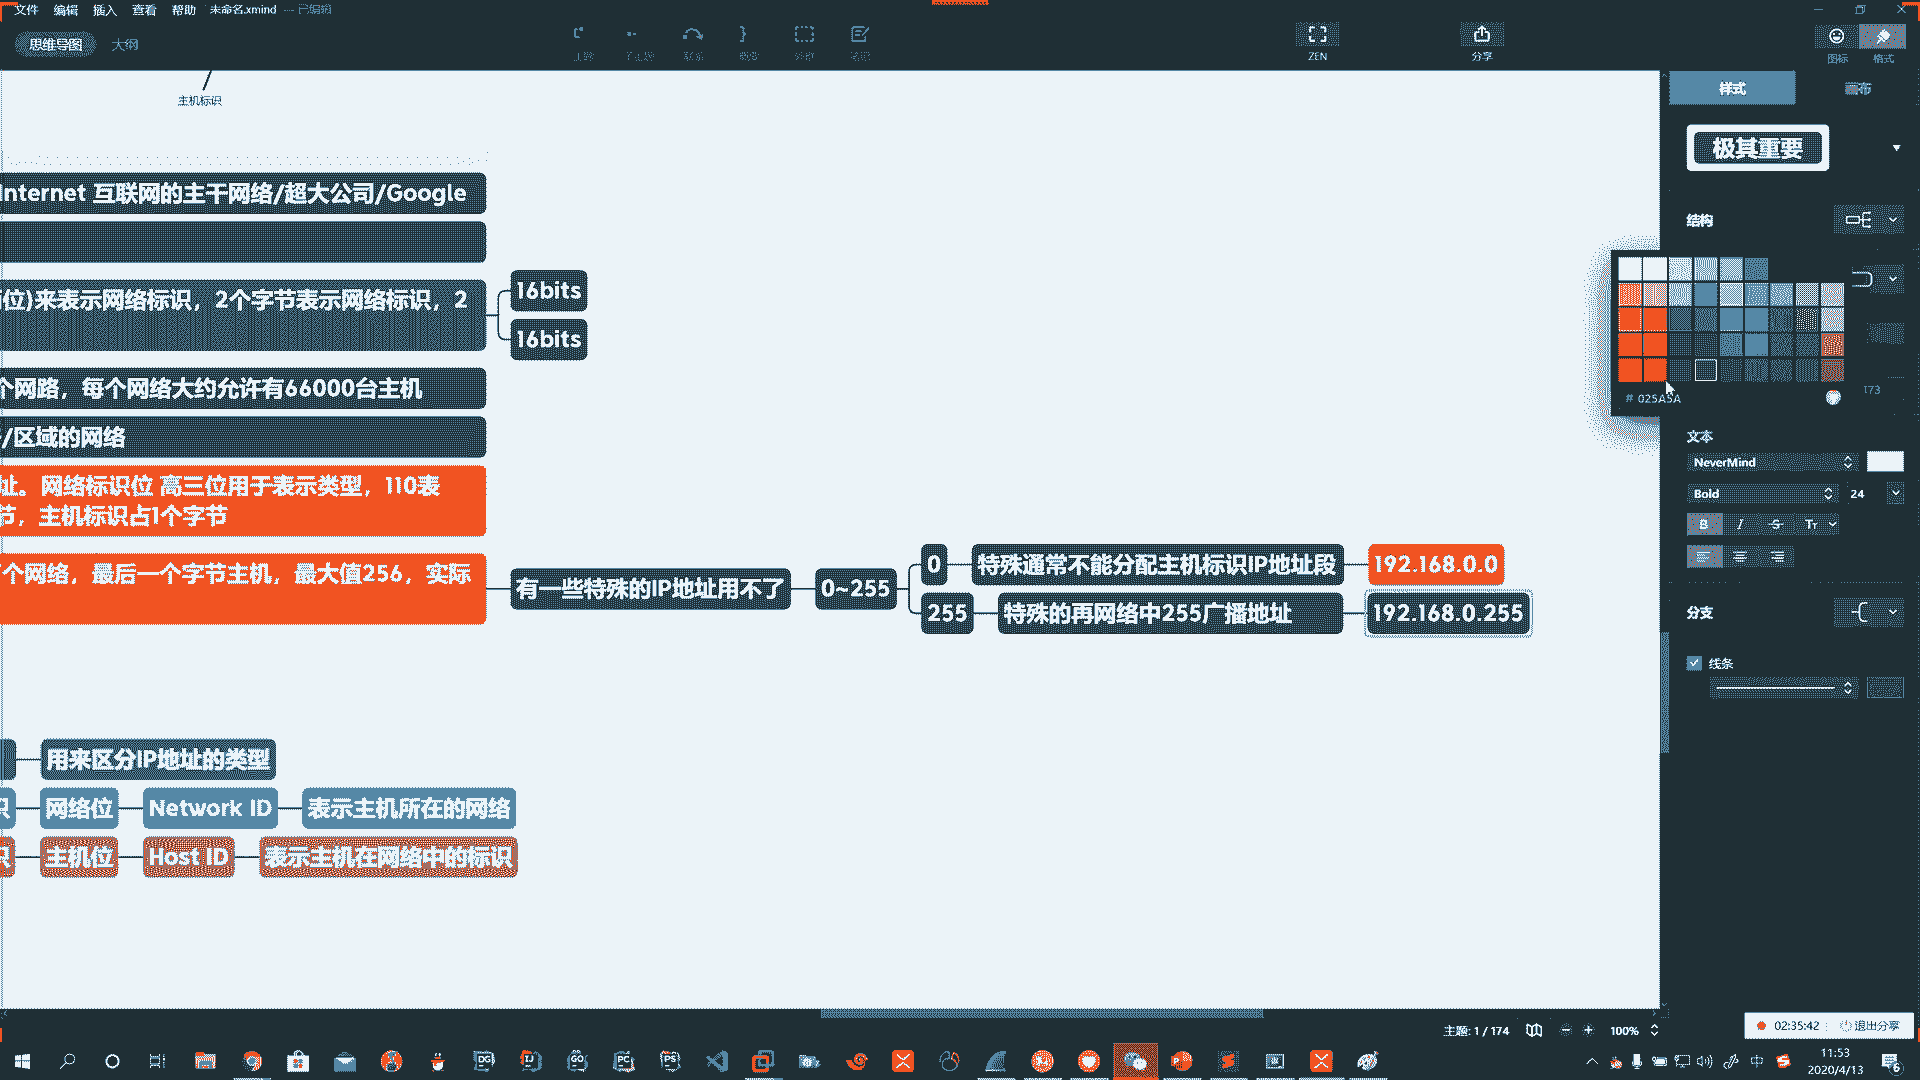 文件 编辑 插入 查看 帮助 未命名.xmind — 已编辑
思维导图 大纲
ZEN
分享
图标
格式
主机标识
Internet 互联网的主干网络/超大公司/Google
位)来表示网络标识，2个字节表示网络标识，2
16bits
16bits
个网路，每个网络大约允许有66000台主机
/区域的网络
址。网络标识位 高三位用于表示类型，110表
节，主机标识占1个字节
个网络，最后一个字节主机，最大值256，实际
有一些特殊的IP地址用不了
0~255
0
特殊通常不能分配主机标识IP地址段
192.168.0.0
255
特殊的再网络中255广播地址
192.168.0.255
用来区分IP地址的类型
识 网络位 Network ID 表示主机所在的网络
识 主机位 Host ID 表示主机在网络中的标识
样式 画布
极其重要
结构
# 025A5A
173
文本
NeverMind
Bold 24
B I S Tт
分支
线条
主题: 1 / 174 100%
02:35:42 退出分享
DG IJ GO PC PS
中
11:53
2020/4/13
6